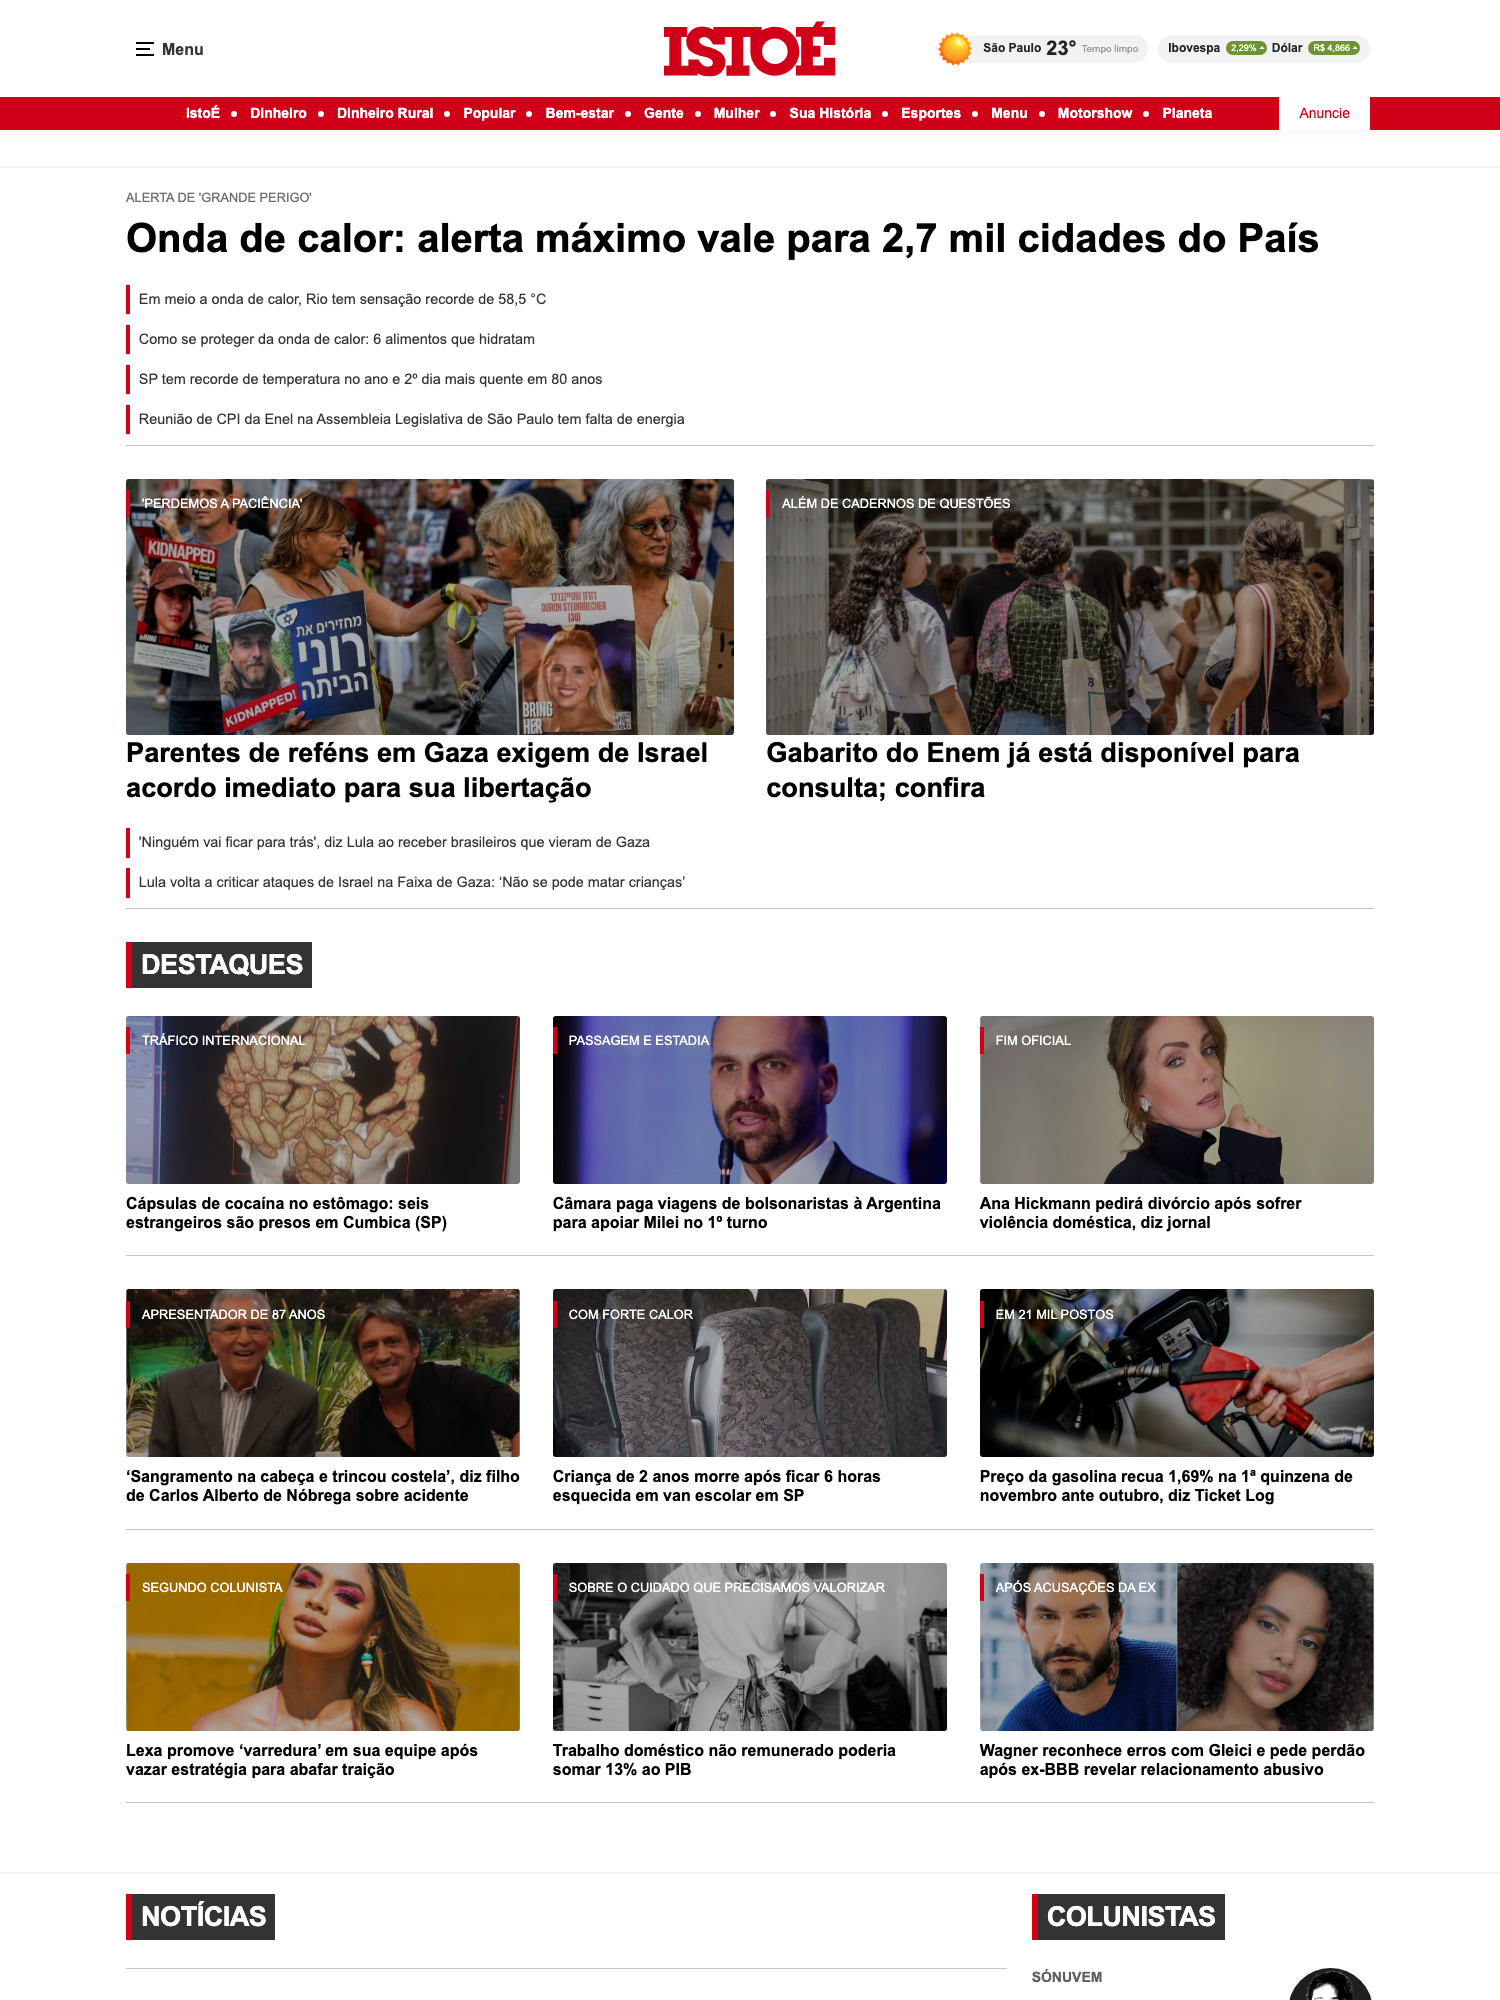 Menu
ISTOÉ
São Paulo 23° Tempo limpo
Ibovespa 2,29% Dólar R$ 4,866
IstoÉ • Dinheiro • Dinheiro Rural • Popular • Bem-estar • Gente • Mulher • Sua História • Esportes • Menu • Motorshow • Planeta
Anuncie
ALERTA DE 'GRANDE PERIGO'
Onda de calor: alerta máximo vale para 2,7 mil cidades do País
Em meio a onda de calor, Rio tem sensação recorde de 58,5 °C
Como se proteger da onda de calor: 6 alimentos que hidratam
SP tem recorde de temperatura no ano e 2º dia mais quente em 80 anos
Reunião de CPI da Enel na Assembleia Legislativa de São Paulo tem falta de energia
'PERDEMOS A PACIÊNCIA'
KIDNAPPED
BACK
מחזירים את
רוני
הביתה
KIDNAPPED!
DORON STEINBRECHER
(30)
BRING
HER
Parentes de reféns em Gaza exigem de Israel
acordo imediato para sua libertação
ALÉM DE CADERNOS DE QUESTÕES
Gabarito do Enem já está disponível para
consulta; confira
'Ninguém vai ficar para trás', diz Lula ao receber brasileiros que vieram de Gaza
Lula volta a criticar ataques de Israel na Faixa de Gaza: ‘Não se pode matar crianças’
DESTAQUES
TRÁFICO INTERNACIONAL
Cápsulas de cocaína no estômago: seis
estrangeiros são presos em Cumbica (SP)
PASSAGEM E ESTADIA
Câmara paga viagens de bolsonaristas à Argentina
para apoiar Milei no 1º turno
FIM OFICIAL
Ana Hickmann pedirá divórcio após sofrer
violência doméstica, diz jornal
APRESENTADOR DE 87 ANOS
‘Sangramento na cabeça e trincou costela’, diz filho
de Carlos Alberto de Nóbrega sobre acidente
COM FORTE CALOR
Criança de 2 anos morre após ficar 6 horas
esquecida em van escolar em SP
EM 21 MIL POSTOS
Preço da gasolina recua 1,69% na 1ª quinzena de
novembro ante outubro, diz Ticket Log
SEGUNDO COLUNISTA
Lexa promove ‘varredura’ em sua equipe após
vazar estratégia para abafar traição
SOBRE O CUIDADO QUE PRECISAMOS VALORIZAR
Trabalho doméstico não remunerado poderia
somar 13% ao PIB
APÓS ACUSAÇÕES DA EX
Wagner reconhece erros com Gleici e pede perdão
após ex-BBB revelar relacionamento abusivo
NOTÍCIAS
COLUNISTAS
SÓNUVEM